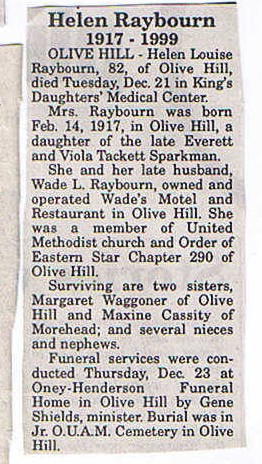 Helen Raybourn
1917 - 1999
OLIVE HILL - Helen Louise
Raybourn, 82, of Olive Hill,
died Tuesday, Dec. 21 in King's
Daughters' Medical Center.
Mrs. Raybourn was born
Feb. 14, 1917, in Olive Hill, a
daughter of the late Everett
and Viola Tackett Sparkman.
She and her late husband,
Wade L. Raybourn, owned and
operated Wade's Motel and
Restaurant in Olive Hill. She
was a member of United
Methodist church and Order of
Eastern Star Chapter 290 of
Olive Hill.
Surviving are two sisters,
Margaret Waggoner of Olive
Hill and Maxine Cassity of
Morehead; and several nieces
and nephews.
Funeral services were con-
ducted Thursday, Dec. 23 at
Oney-Henderson Funeral
Home in Olive Hill by Gene
Shields, minister. Burial was in
Jr. O.U.A.M. Cemetery in Olive
Hill.